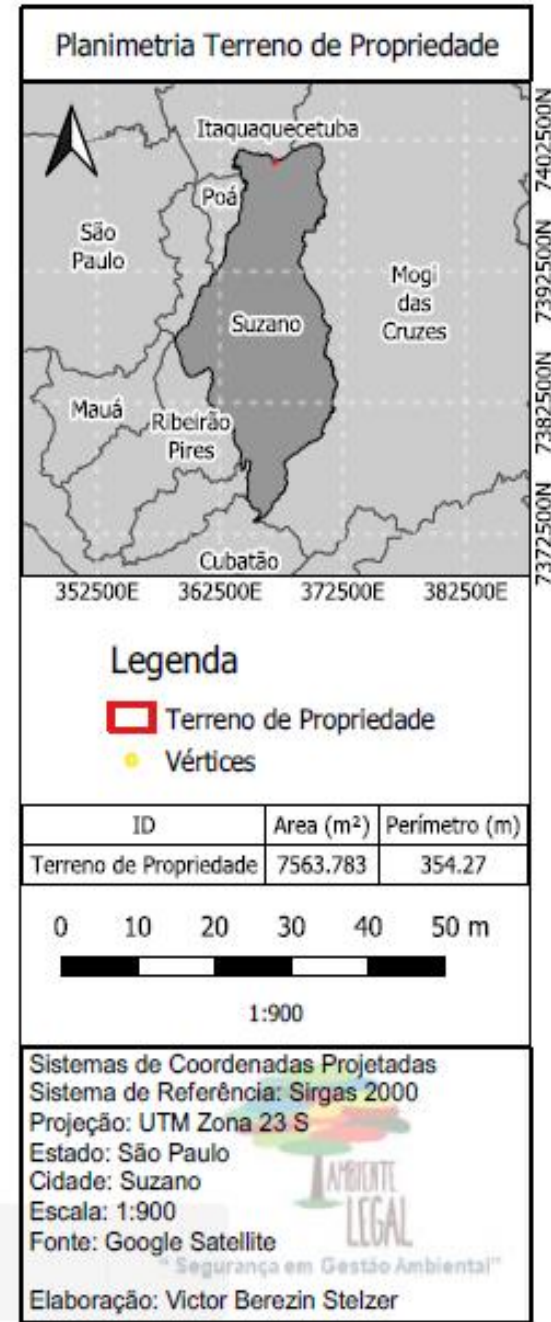 Planimetria Terreno de Propriedade
Itaquaquecetuba
Poá
São
Paulo
Mogi
das
Cruzes
Suzano
Mauá
Ribeirão
Pires
Cubatão
7402500N
7392500N
7382500N
7372500N
352500E 362500E 372500E 382500E
Legenda
Terreno de Propriedade
Vértices
ID Area (m²) Perímetro (m)
Terreno de Propriedade 7563.783 354.27
0 10 20 30 40 50 m
1:900
Sistemas de Coordenadas Projetadas
Sistema de Referência: Sirgas 2000
Projeção: UTM Zona 23 S
Estado: São Paulo
Cidade: Suzano
Escala: 1:900
Fonte: Google Satellite
AMBIENTE
LEGAL
"Segurança em Gestão Ambiental"
Elaboração: Victor Berezin Stelzer